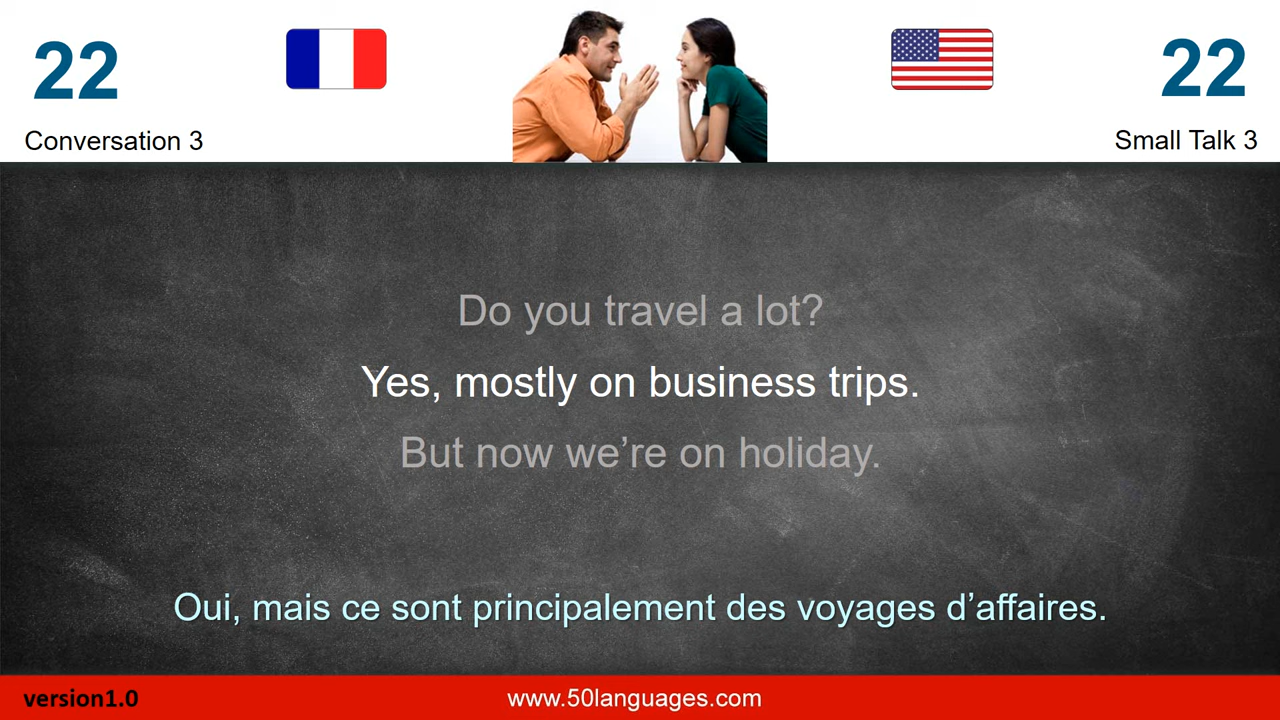 22
22
Conversation 3
Small Talk 3
Do you travel a lot?
Yes, mostly on business trips.
But now we’re on holiday.
Oui, mais ce sont principalement des voyages d’affaires.
version1.0
www.50languages.com